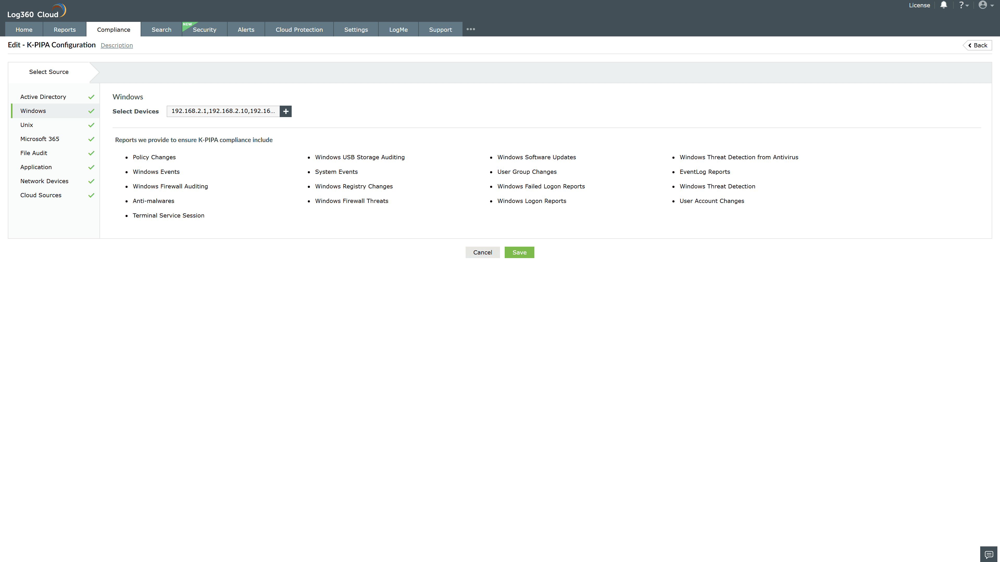 License
?
Log360 Cloud
Home
Reports
Compliance
Search
NEW
Security
Alerts
Cloud Protection
Settings
LogMe
Support
Edit - K-PIPA Configuration
Description
Back
Select Source
Active Directory
Windows
Unix
Microsoft 365
File Audit
Application
Network Devices
Cloud Sources
Windows
Select Devices
192.168.2.1,192.168.2.10,192.16...
Reports we provide to ensure K-PIPA compliance include
Policy Changes
Windows USB Storage Auditing
Windows Software Updates
Windows Threat Detection from Antivirus
Windows Events
System Events
User Group Changes
EventLog Reports
Windows Firewall Auditing
Windows Registry Changes
Windows Failed Logon Reports
Windows Threat Detection
Anti-malwares
Windows Firewall Threats
Windows Logon Reports
User Account Changes
Terminal Service Session
Cancel
Save